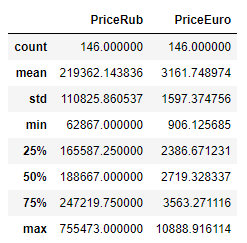 PriceRub PriceEuro
count 146.000000 146.000000
mean 219362.143836 3161.748974
std 110825.860537 1597.374756
min 62867.000000 906.125685
25% 165587.250000 2386.671231
50% 188667.000000 2719.328337
75% 247219.750000 3563.271116
max 755473.000000 10888.916114